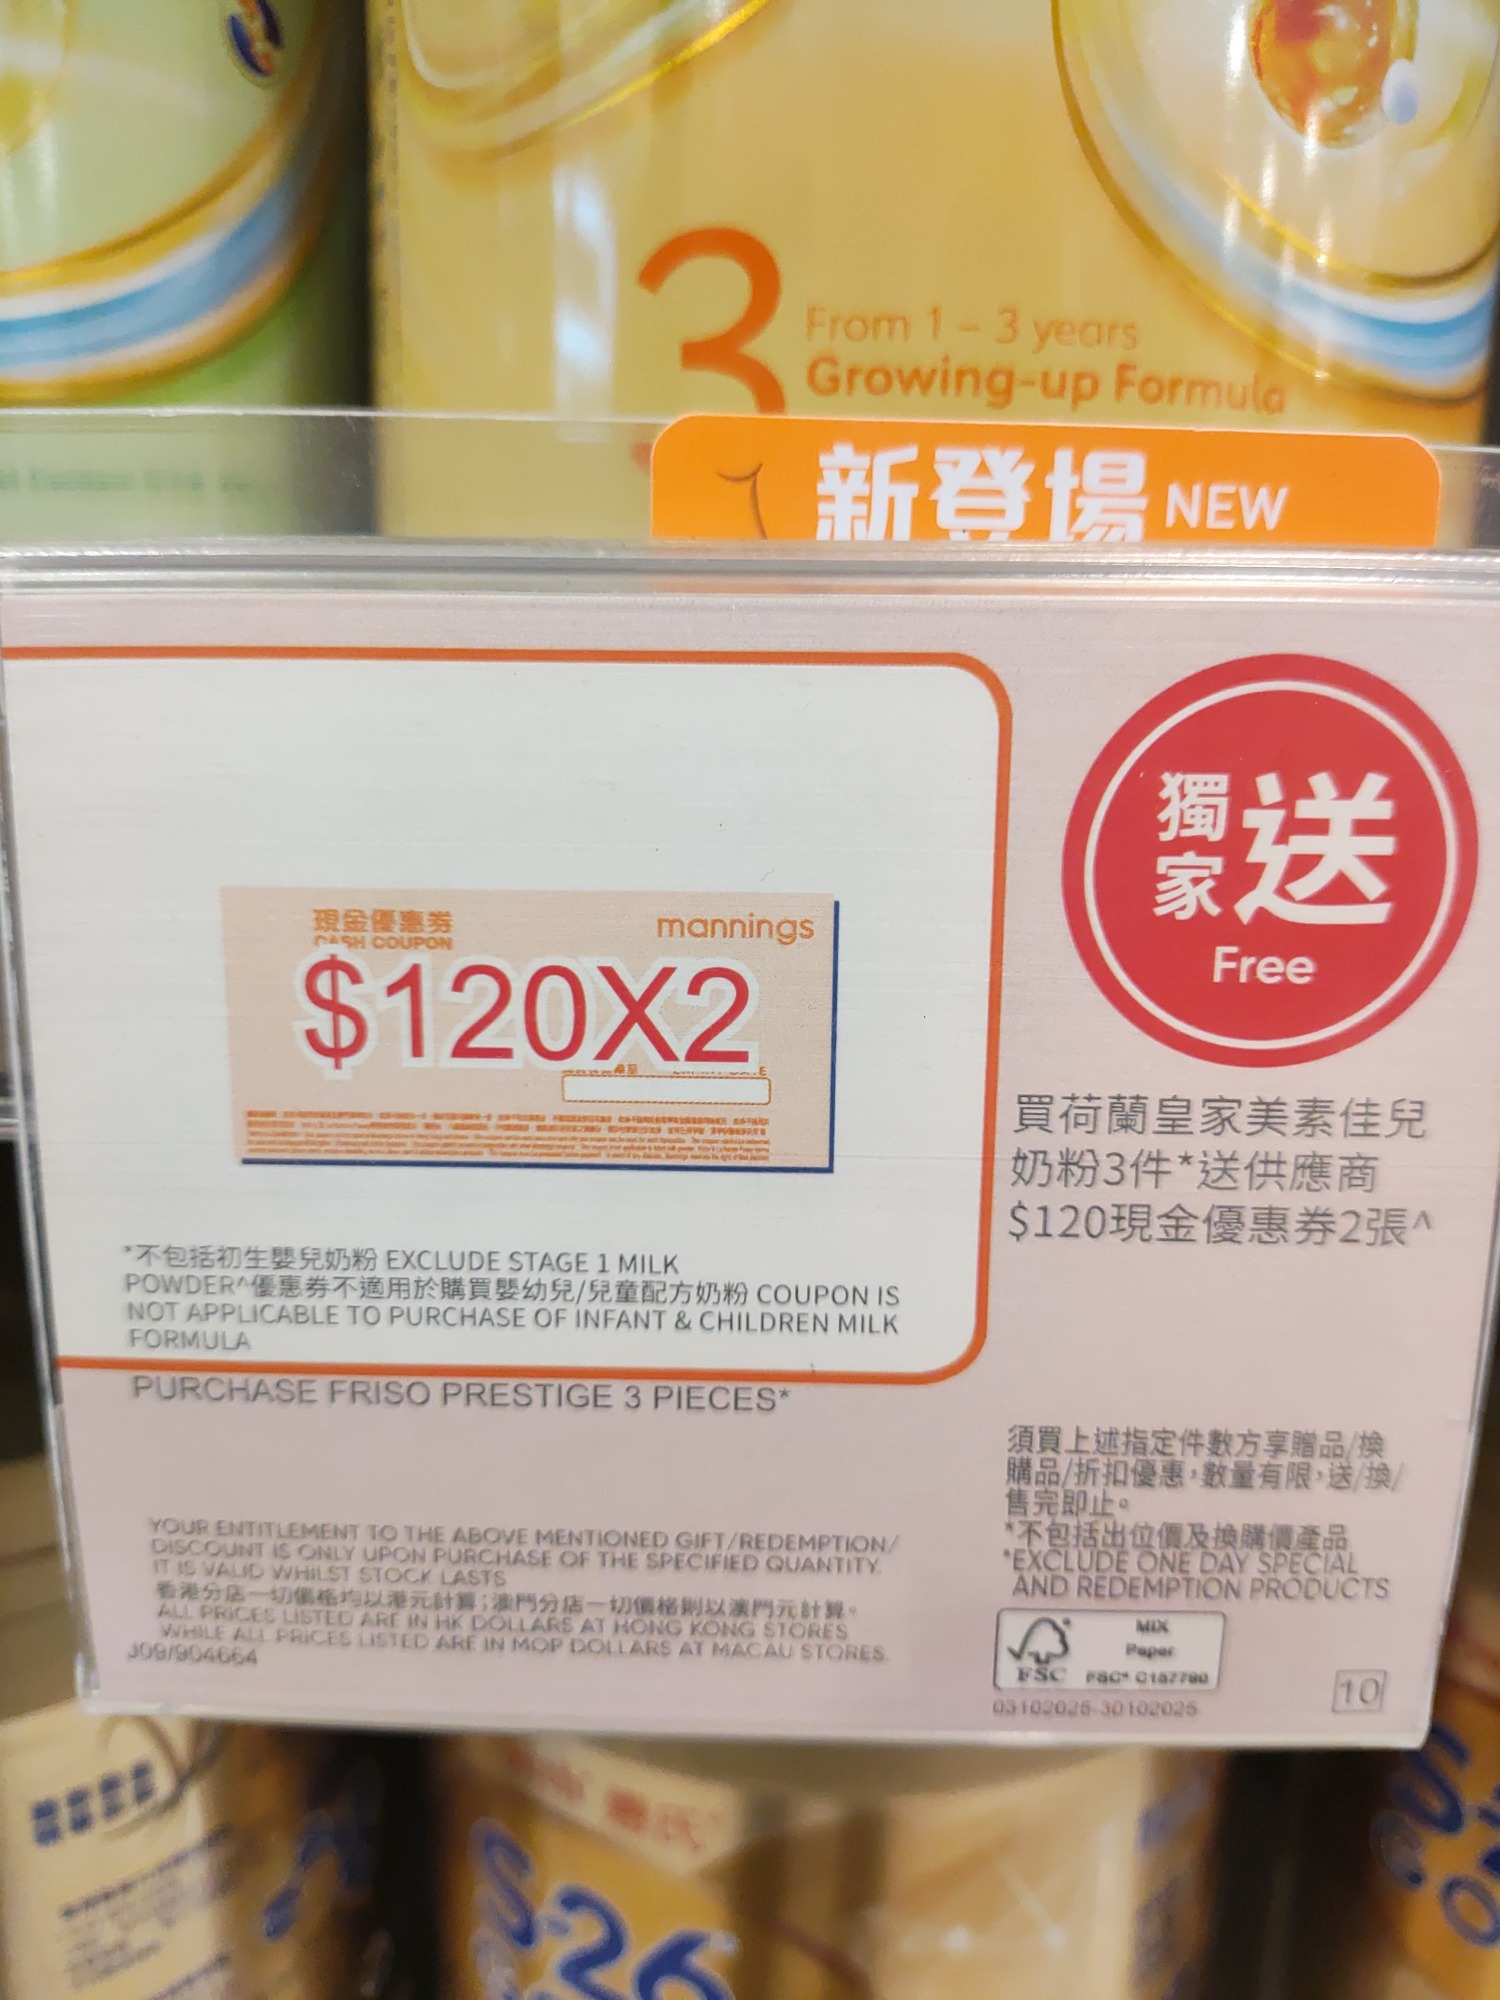 3
From 1 – 3 years
Growing-up Formula
新登場 NEW
獨家送
Free
現金優惠券
CASH COUPON
mannings
$120X2
買荷蘭皇家美素佳兒
奶粉3件*送供應商
$120現金優惠券2張^
*不包括初生嬰兒奶粉 EXCLUDE STAGE 1 MILK
POWDER^優惠券不適用於購買嬰幼兒/兒童配方奶粉 COUPON IS
NOT APPLICABLE TO PURCHASE OF INFANT & CHILDREN MILK
FORMULA
PURCHASE FRISO PRESTIGE 3 PIECES*
須買上述指定件數方享贈品/換
購品/折扣優惠，數量有限，送/換/
售完即止。
*不包括出位價及換購價產品
*EXCLUDE ONE DAY SPECIAL
AND REDEMPTION PRODUCTS
YOUR ENTITLEMENT TO THE ABOVE MENTIONED GIFT/REDEMPTION/
DISCOUNT IS ONLY UPON PURCHASE OF THE SPECIFIED QUANTITY.
IT IS VALID WHILST STOCK LASTS
香港分店一切價格均以港元計算；澳門分店一切價格則以澳門元計算。
ALL PRICES LISTED ARE IN HK DOLLARS AT HONG KONG STORES
WHILE ALL PRICES LISTED ARE IN MOP DOLLARS AT MACAU STORES.
J09/904664
FSC
MIX
Paper
FSC® C157790
03102025-30102025
10
S-26